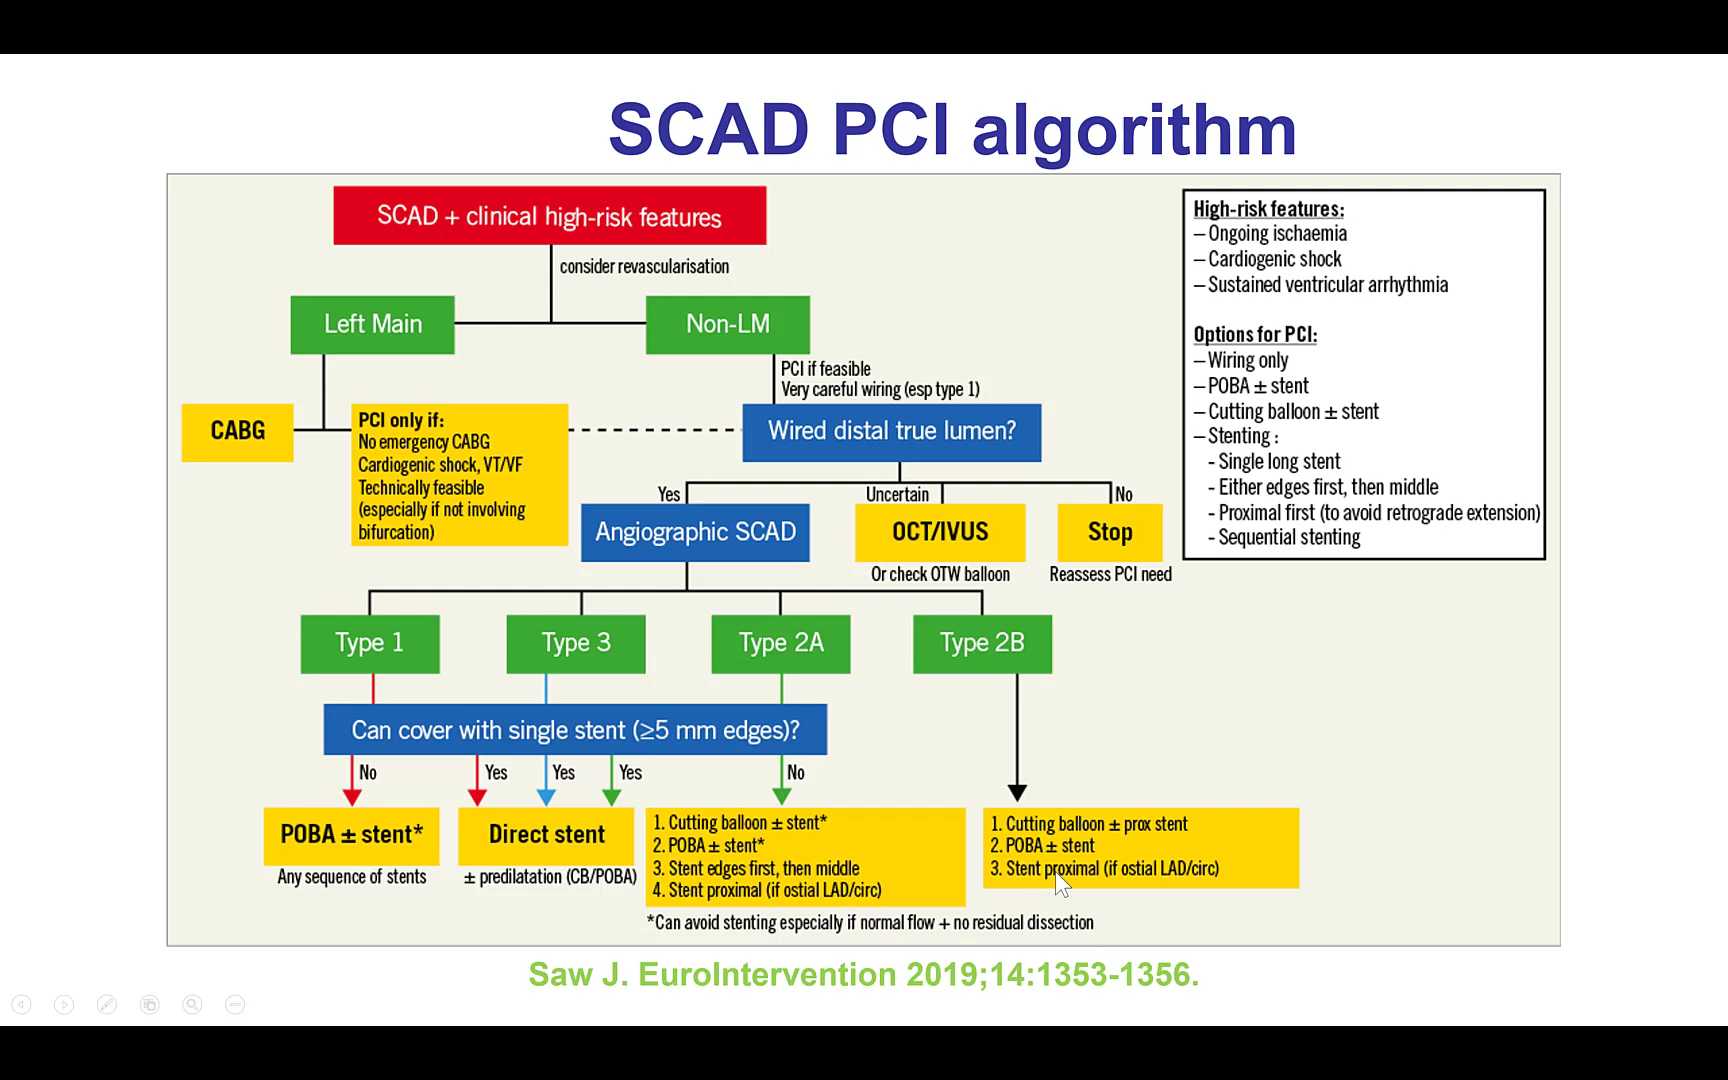 SCAD PCI algorithm
SCAD + clinical high-risk features
consider revascularisation
Left Main
Non-LM
PCI if feasible
Very careful wiring (esp type 1)
CABG
PCI only if:
No emergency CABG
Cardiogenic shock, VT/VF
Technically feasible
(especially if not involving
bifurcation)
Wired distal true lumen?
Yes
Uncertain
No
Angiographic SCAD
OCT/IVUS
Or check OTW balloon
Stop
Reassess PCI need
High-risk features:
– Ongoing ischaemia
– Cardiogenic shock
– Sustained ventricular arrhythmia
Options for PCI:
– Wiring only
– POBA ± stent
– Cutting balloon ± stent
– Stenting :
- Single long stent
- Either edges first, then middle
- Proximal first (to avoid retrograde extension)
- Sequential stenting
Type 1
Type 3
Type 2A
Type 2B
Can cover with single stent (≥5 mm edges)?
No
Yes
Yes
Yes
No
POBA ± stent*
Any sequence of stents
Direct stent
± predilatation (CB/POBA)
1. Cutting balloon ± stent*
2. POBA ± stent*
3. Stent edges first, then middle
4. Stent proximal (if ostial LAD/circ)
1. Cutting balloon ± prox stent
2. POBA ± stent
3. Stent proximal (if ostial LAD/circ)
*Can avoid stenting especially if normal flow + no residual dissection
Saw J. EuroIntervention 2019;14:1353-1356.